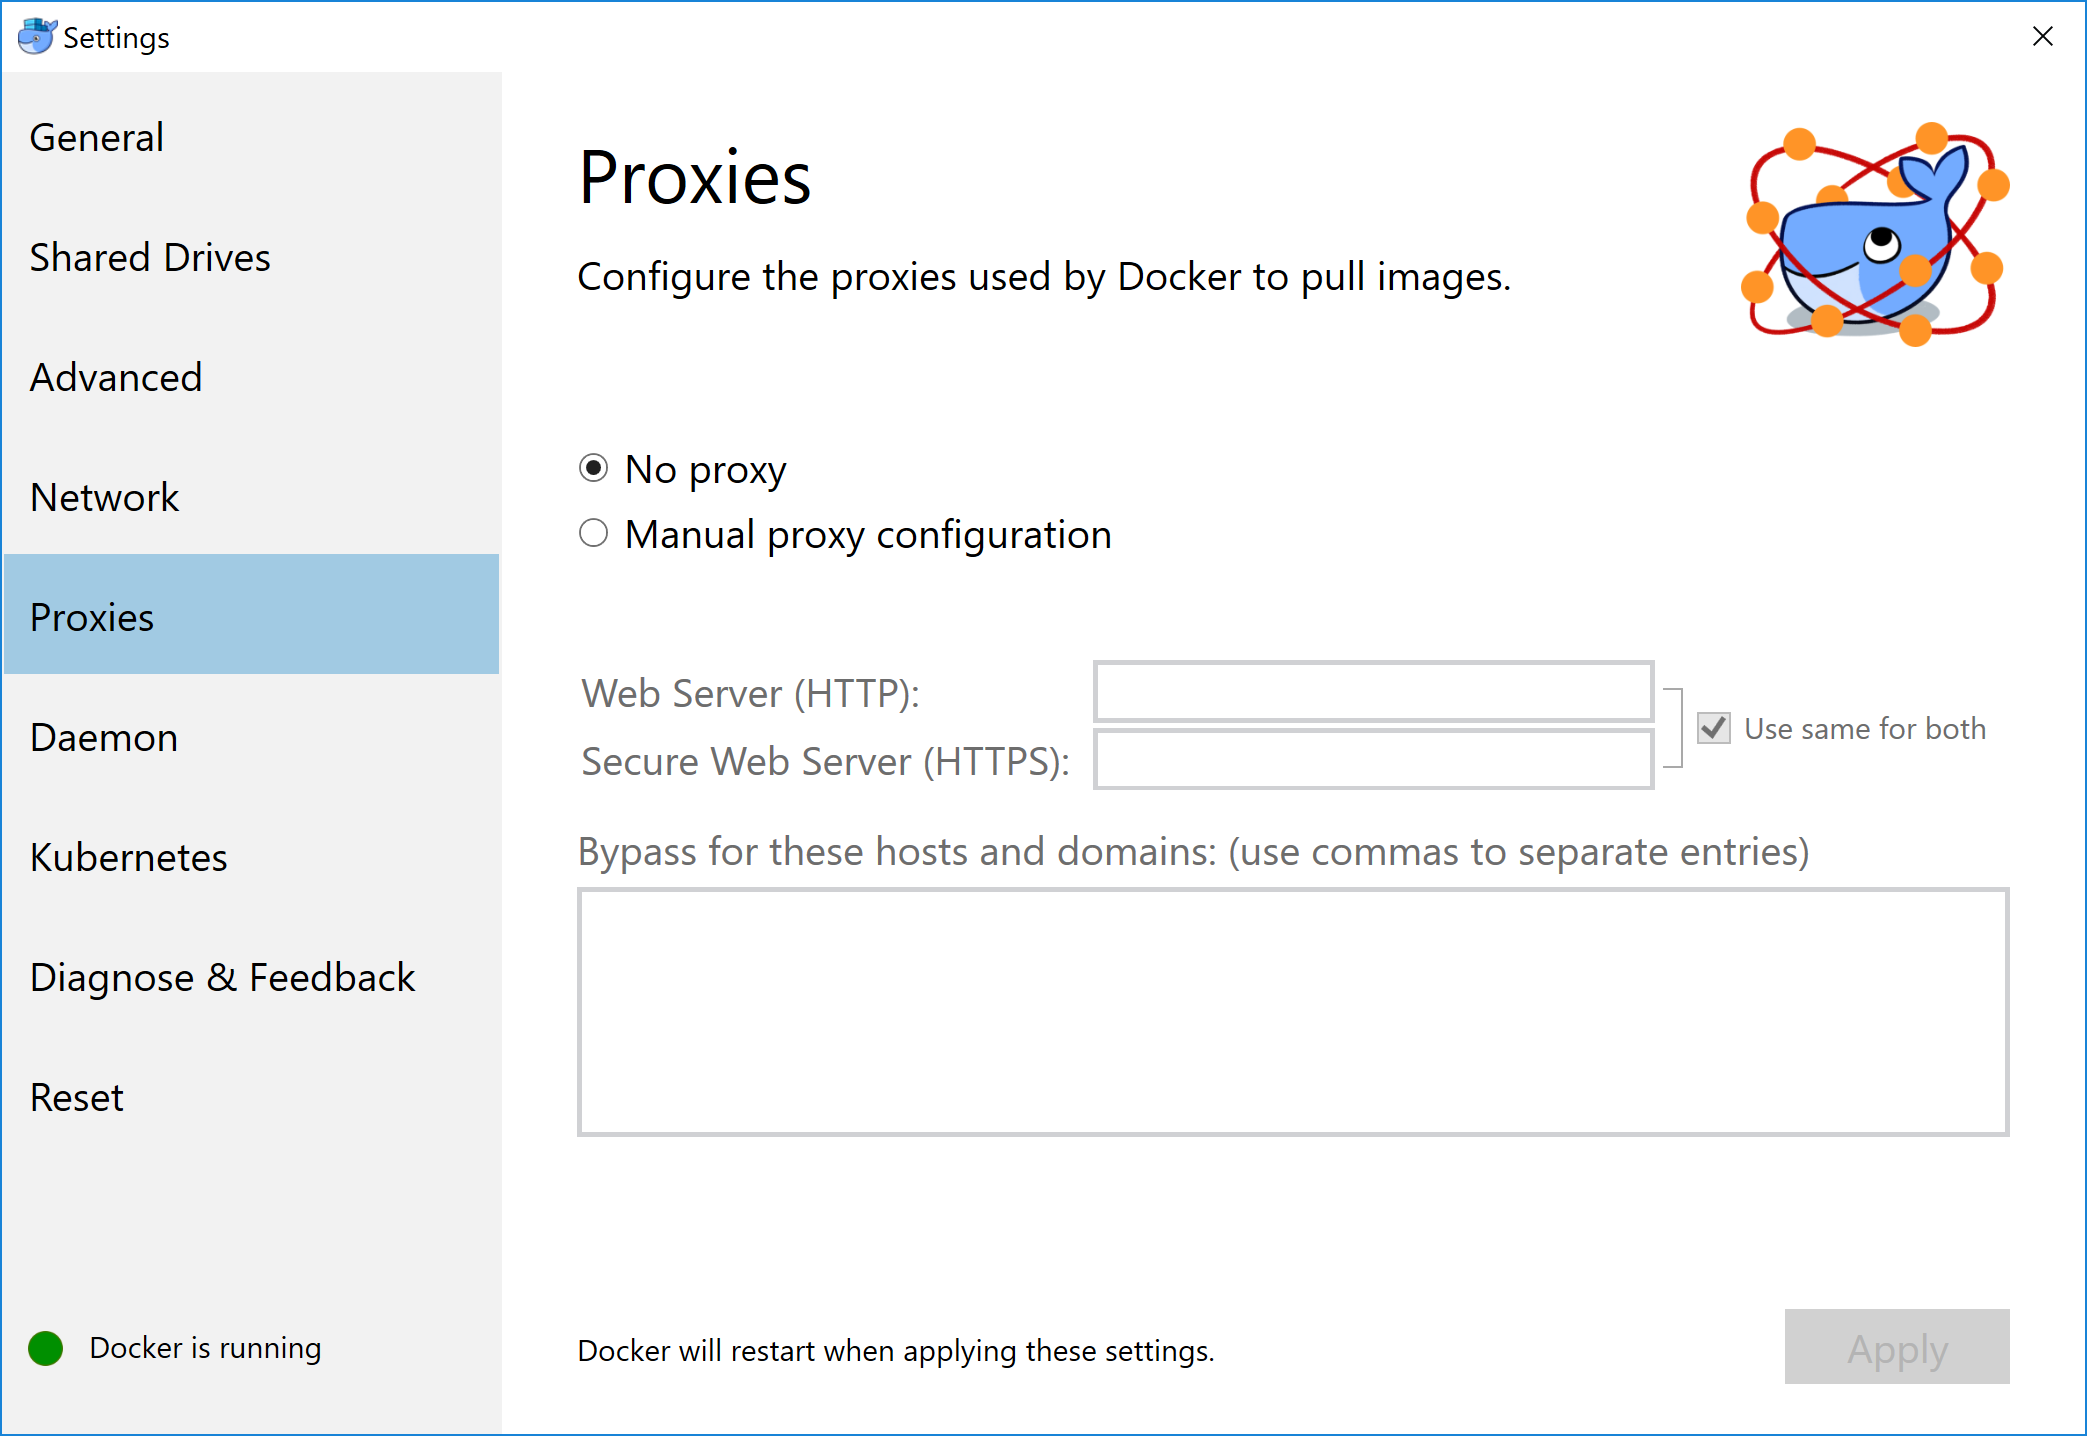 Settings
General
Shared Drives
Advanced
Network
Proxies
Daemon
Kubernetes
Diagnose & Feedback
Reset
Docker is running
Proxies
Configure the proxies used by Docker to pull images.
No proxy
Manual proxy configuration
Web Server (HTTP):
Secure Web Server (HTTPS):
Use same for both
Bypass for these hosts and domains: (use commas to separate entries)
Docker will restart when applying these settings.
Apply